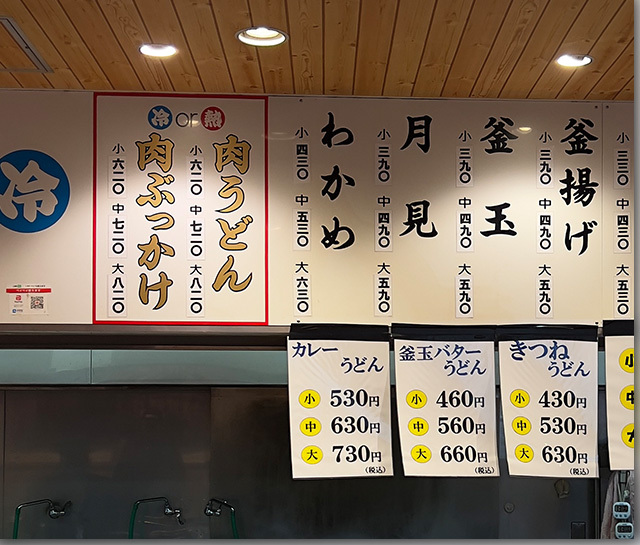 小 三三〇 中 四三〇 大 五三〇
釜揚げ
小 三九〇 中 四九〇 大 五九〇
釜玉
小 三九〇 中 四九〇 大 五九〇
月見
小 三九〇 中 四九〇 大 五九〇
わかめ
小 四三〇 中 五三〇 大 六三〇
冷 or 熱
肉うどん
小 六二〇 中 七二〇 大 八二〇
肉ぶっかけ
小 六二〇 中 七二〇 大 八二〇
冷
カレー
うどん
小 530円
中 630円
大 730円
(税込)
釜玉バター
うどん
小 460円
中 560円
大 660円
(税込)
きつね
うどん
小 430円
中 530円
大 630円
(税込)
小
中
大